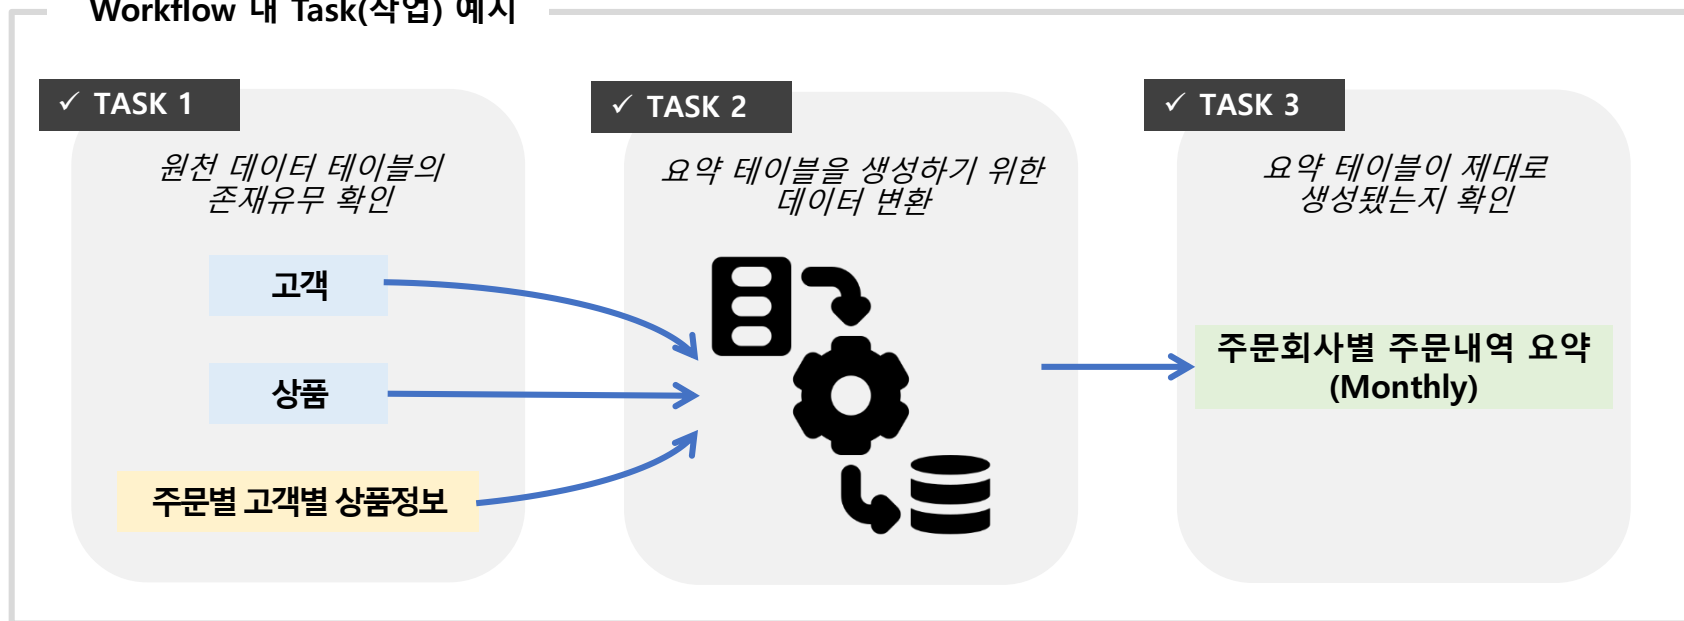 Workflow 내 Task(작업) 예시
✓ TASK 1
원천 데이터 테이블의
존재유무 확인
고객
상품
주문별 고객별 상품정보
✓ TASK 2
요약 테이블을 생성하기 위한
데이터 변환
✓ TASK 3
요약 테이블이 제대로
생성됐는지 확인
주문회사별 주문내역 요약
(Monthly)